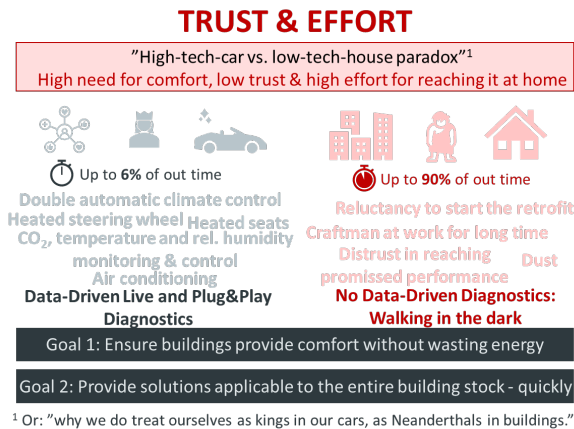 TRUST & EFFORT
”High-tech-car vs. low-tech-house paradox”1
High need for comfort, low trust & high effort for reaching it at home
Up to 6% of out time
Double automatic climate control
Heated steering wheel Heated seats
CO2, temperature and rel. humidity
monitoring & control
Air conditioning
Data-Driven Live and Plug&Play
Diagnostics
Up to 90% of out time
Reluctancy to start the retrofit
Craftman at work for long time
Distrust in reaching
Dust
promissed performance
No Data-Driven Diagnostics:
Walking in the dark
Goal 1: Ensure buildings provide comfort without wasting energy
Goal 2: Provide solutions applicable to the entire building stock - quickly
1 Or: ”why we do treat ourselves as kings in our cars, as Neanderthals in buildings.”